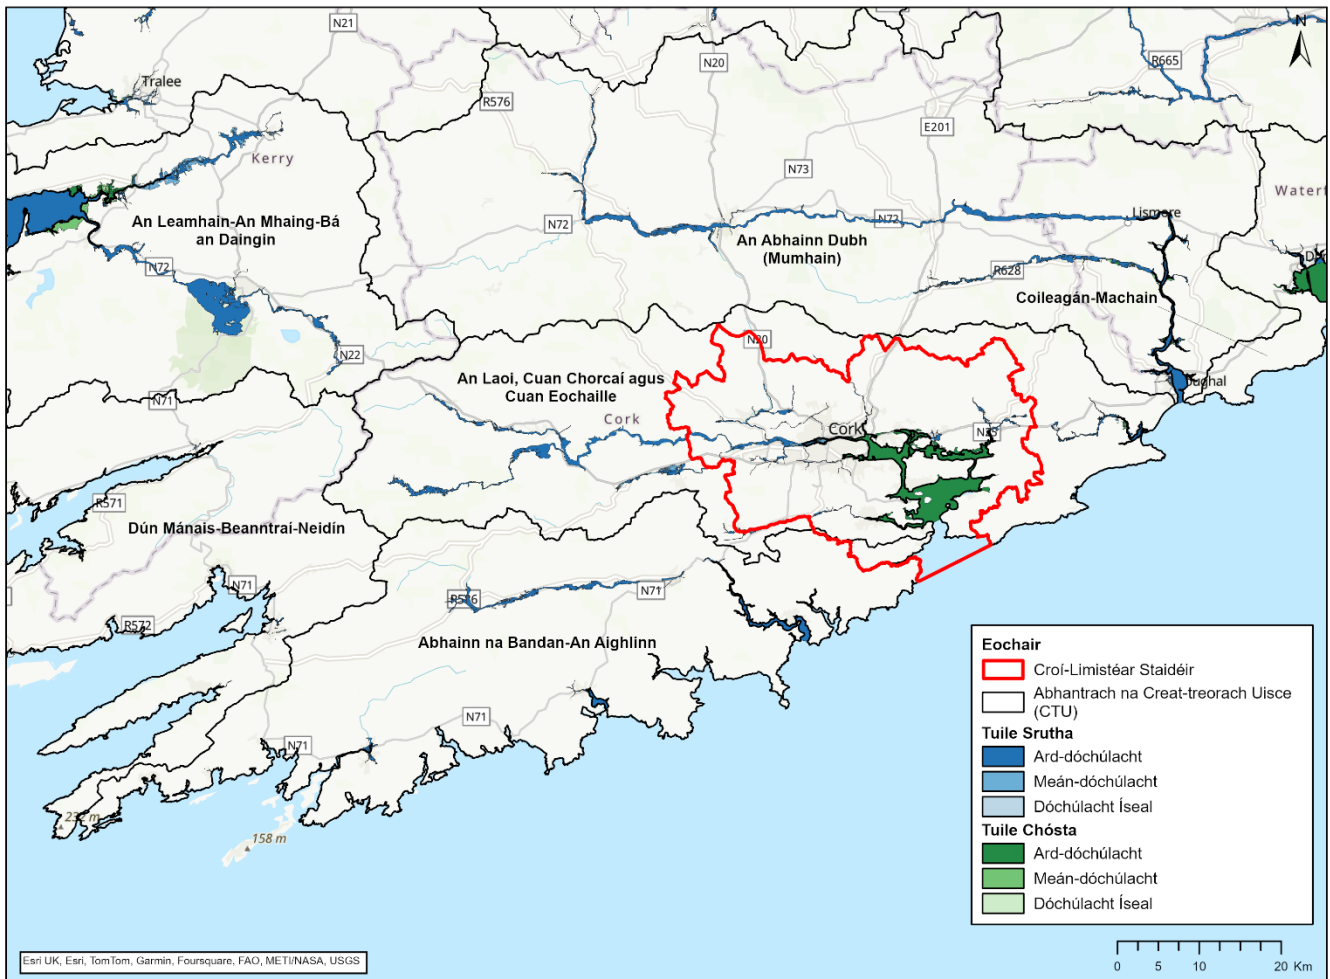 N21
N20
R665
N
Tralee
R576
E201
Kerry
N73
Waterf
An Leamhain-An Mhaing-Bá
an Daingin
N72
N72
Lismore
An Abhainn Dubh
(Mumhain)
N72
R628
Coileagán-Machain
N22
N20
An Laoi, Cuan Chorcaí agus
Cuan Eochaille
N71
Cork
Cork
N25
R571
Dún Mánais-Beanntraí-Neidín
N71
R586
N71
R572
Abhainn na Bandan-An Aighlinn
N71
N71
232 m
158 m
Eochair
Croí-Limistéar Staidéir
Abhantrach na Creat-treorach Uisce
(CTU)
Tuile Srutha
Ard-dóchúlacht
Meán-dóchúlacht
Dóchúlacht Íseal
Tuile Chósta
Ard-dóchúlacht
Meán-dóchúlacht
Dóchúlacht Íseal
0 5 10 20 Km
Esri UK, Esri, TomTom, Garmin, Foursquare, FAO, METI/NASA, USGS